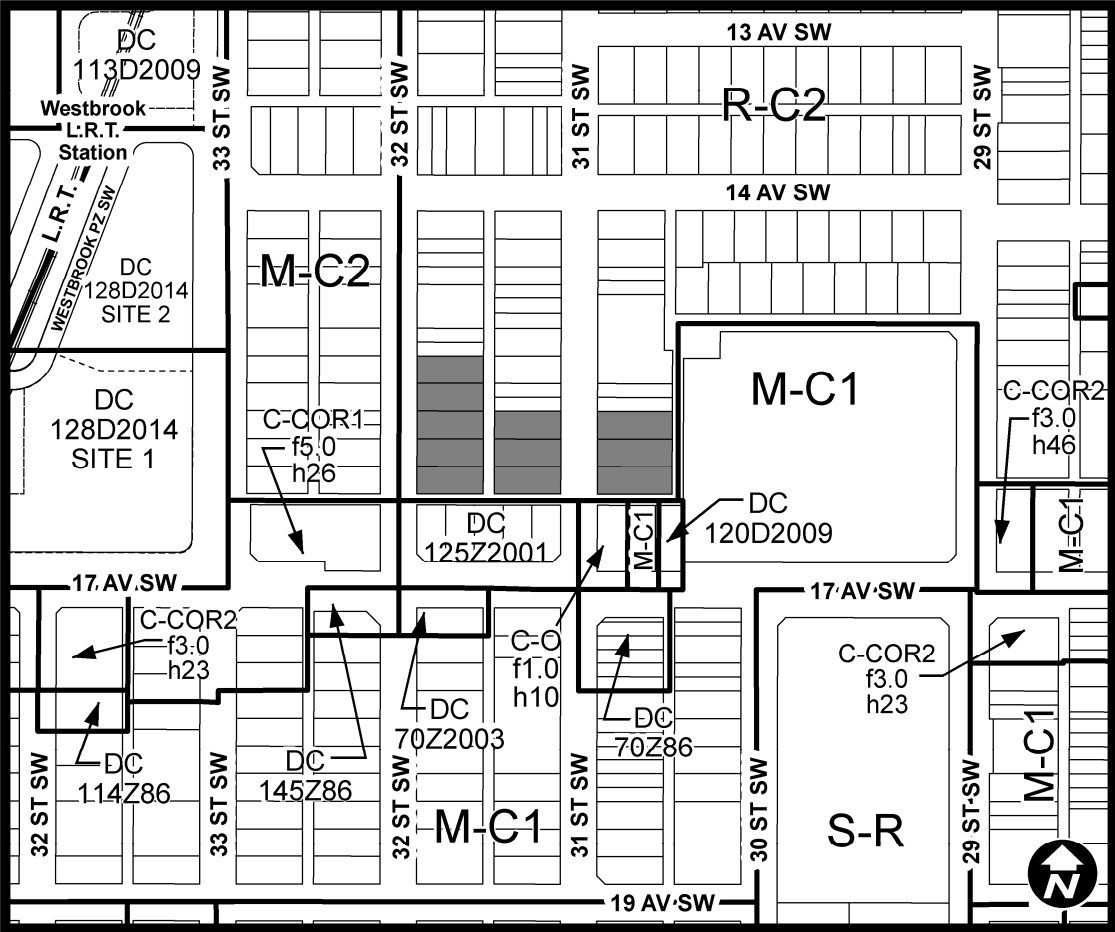 DC
113D2009
13 AV SW
Westbrook
L.R.T.
Station
33 ST SW
32 ST SW
31 ST SW
R-C2
29 ST SW
14 AV SW
L.R.T.
WESTBROOK PZ SW
DC
128D2014
SITE 2
M-C2
DC
128D2014
SITE 1
C-COR1
f5.0
h26
M-C1
C-COR2
f3.0
h46
DC
125Z2001
M-C1
DC
120D2009
M-C1
17 AV SW
17 AV SW
C-COR2
f3.0
h23
C-O
f1.0
h10
C-COR2
f3.0
h23
DC
70Z2003
DC
70Z86
DC
114Z86
DC
145Z86
32 ST SW
33 ST SW
32 ST SW
M-C1
31 ST SW
30 ST SW
S-R
29 ST SW
M-C1
N
19 AV SW